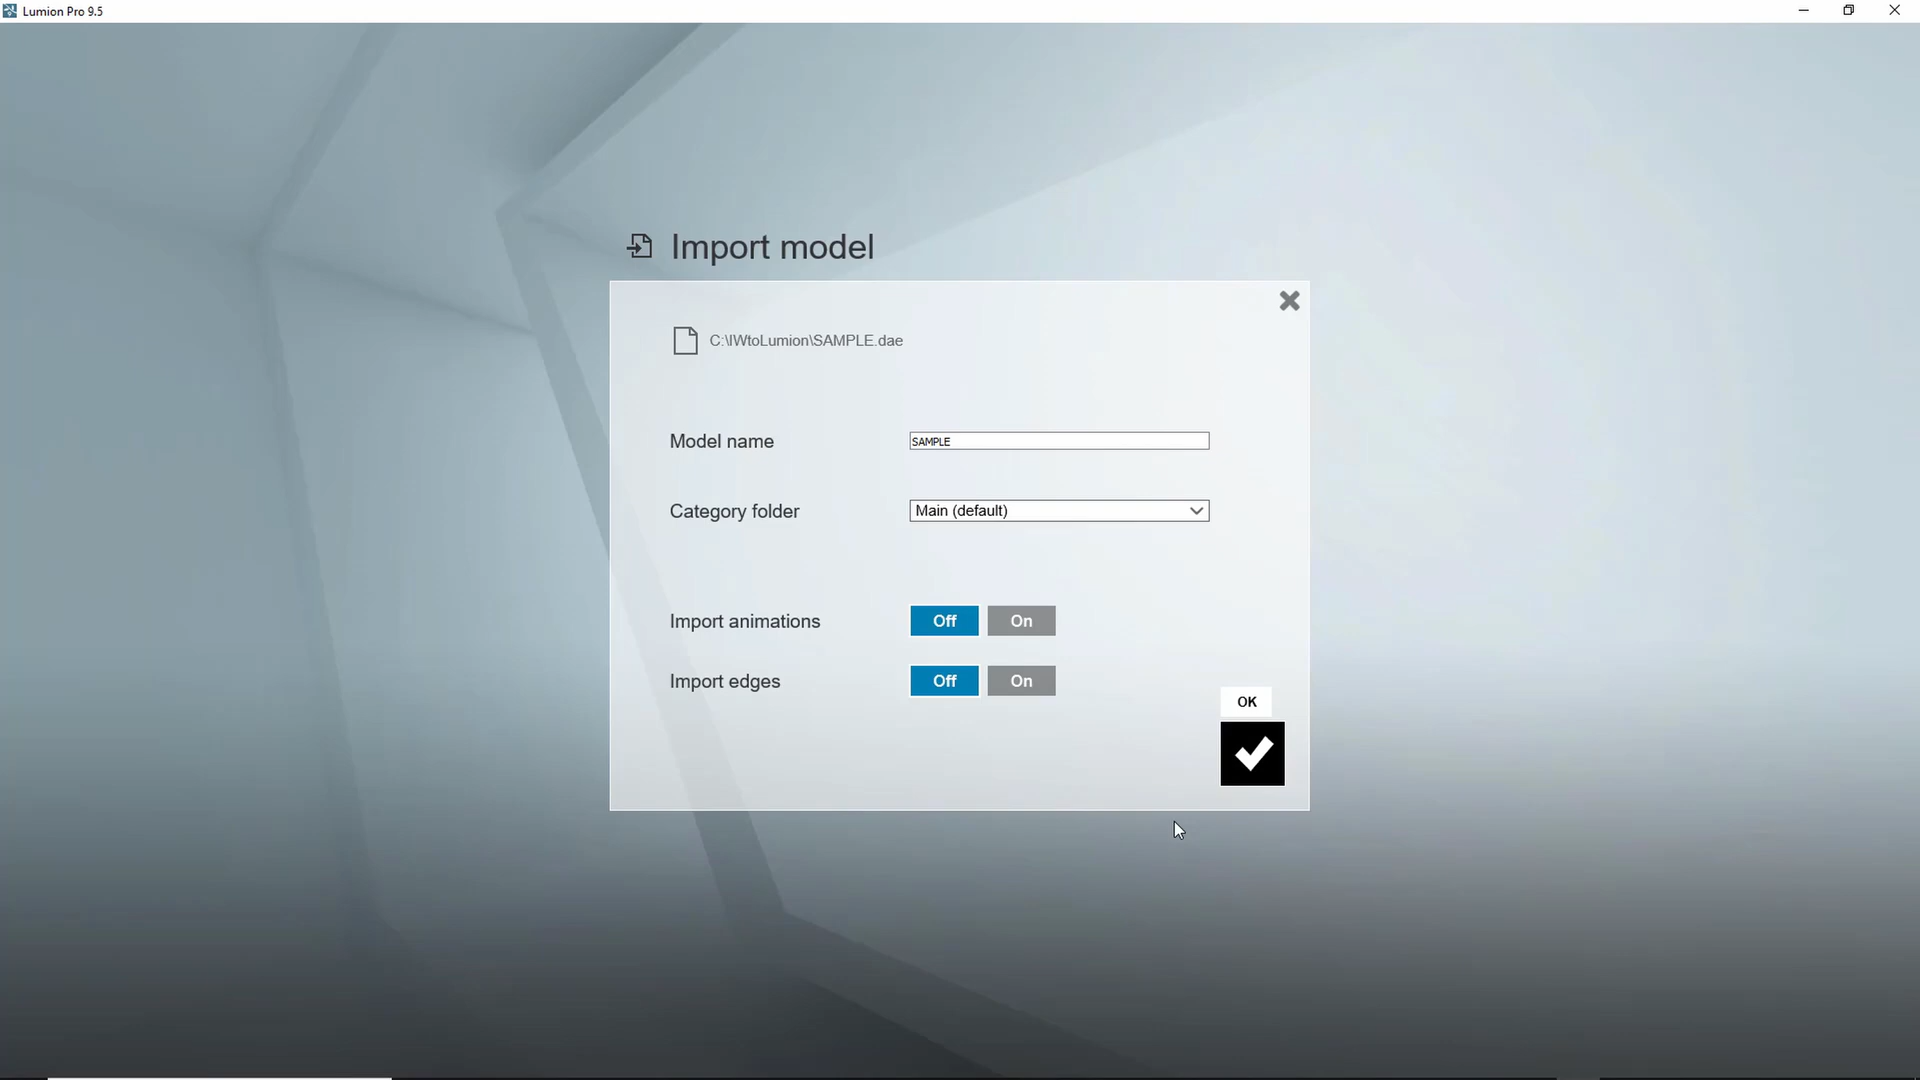 Lumion Pro 9.5
Import model
C:\IWtoLumion\SAMPLE.dae
Model name SAMPLE
Category folder Main (default)
Import animations Off On
Import edges Off On
OK